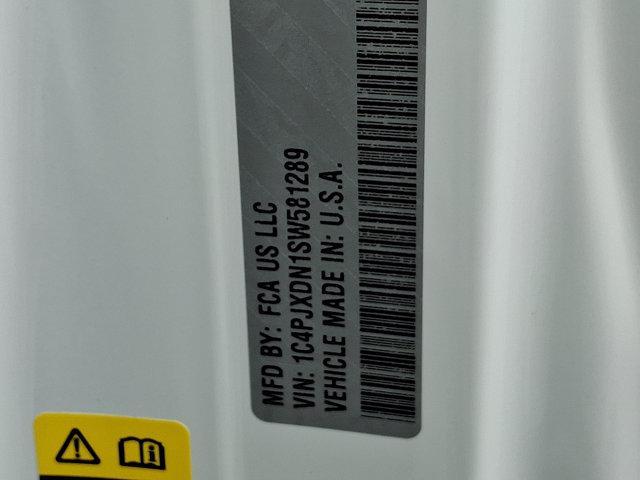 MFD BY: FCA US LLC
VIN: 1C4PJXDN1SW581289
VEHICLE MADE IN: U.S.A.